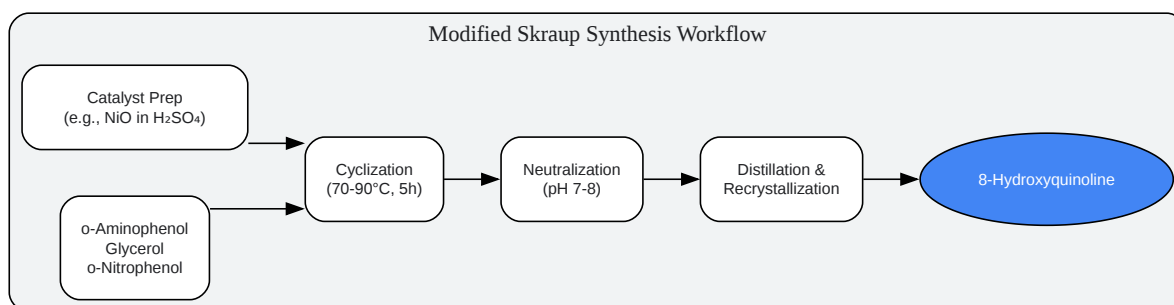 Modified Skraup Synthesis Workflow
Catalyst Prep
(e.g., NiO in H₂SO₄)
o-Aminophenol
Glycerol
o-Nitrophenol
Cyclization
(70-90°C, 5h)
Neutralization
(pH 7-8)
Distillation &
Recrystallization
8-Hydroxyquinoline